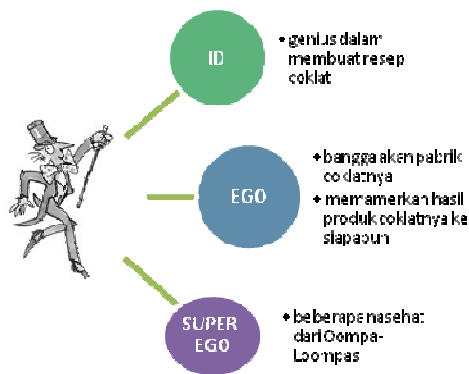 ID
• genius dalam
membuat resep
coklat
EGO
• bangga akan pabrik
coklatnya
• memamerkan hasil
produk coklatnya ke
siapapun
SUPER
EGO
• beberapa nasehat
dari Oompa-
Loompas